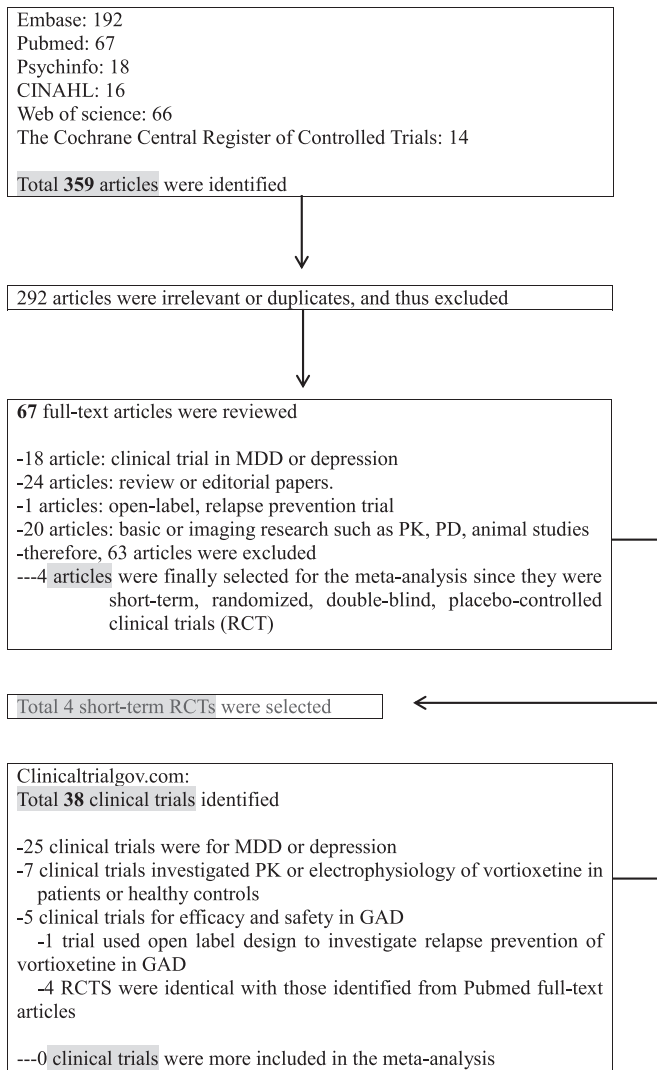 Embase: 192
Pubmed: 67
Psychinfo: 18
CINAHL: 16
Web of science: 66
The Cochrane Central Register of Controlled Trials: 14
Total 359 articles were identified
292 articles were irrelevant or duplicates, and thus excluded
67 full-text articles were reviewed
-18 article: clinical trial in MDD or depression
-24 articles: review or editorial papers.
-1 articles: open-label, relapse prevention trial
-20 articles: basic or imaging research such as PK, PD, animal studies
-therefore, 63 articles were excluded
---4 articles were finally selected for the meta-analysis since they were
short-term, randomized, double-blind, placebo-controlled
clinical trials (RCT)
Total 4 short-term RCTs were selected
Clinicaltrialgov.com:
Total 38 clinical trials identified
-25 clinical trials were for MDD or depression
-7 clinical trials investigated PK or electrophysiology of vortioxetine in
patients or healthy controls
-5 clinical trials for efficacy and safety in GAD
-1 trial used open label design to investigate relapse prevention of
vortioxetine in GAD
-4 RCTS were identical with those identified from Pubmed full-text
articles
---0 clinical trials were more included in the meta-analysis